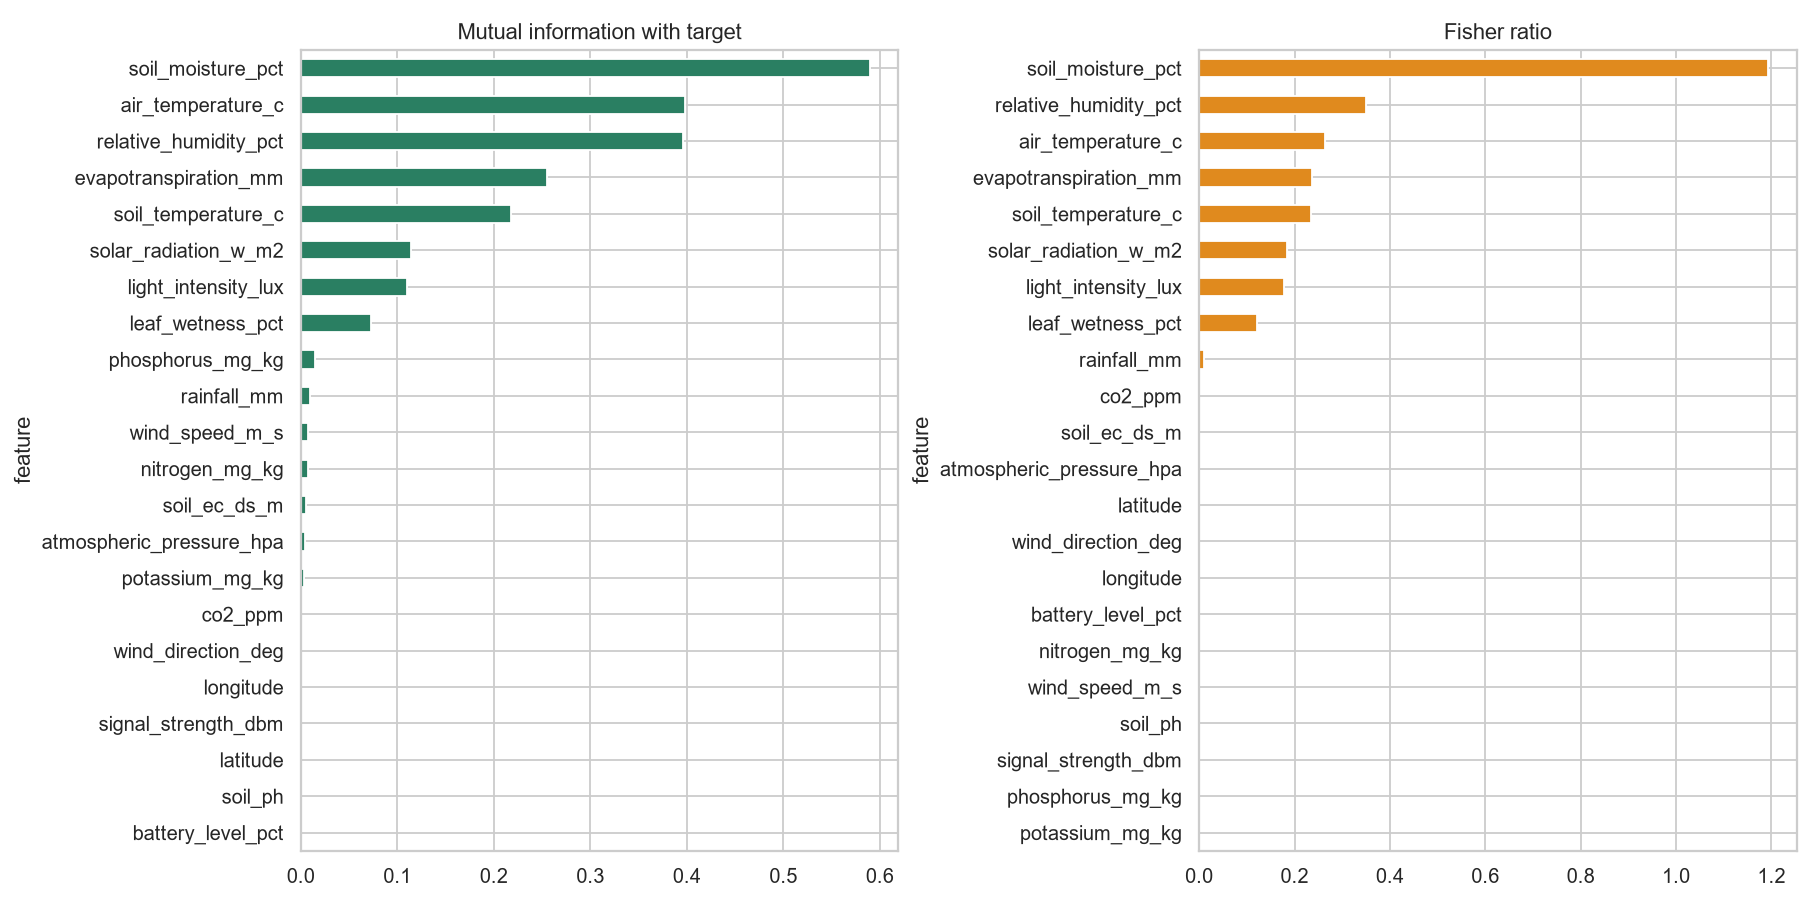 Mutual information with target
soil_moisture_pct
air_temperature_c
relative_humidity_pct
evapotranspiration_mm
soil_temperature_c
solar_radiation_w_m2
light_intensity_lux
leaf_wetness_pct
phosphorus_mg_kg
rainfall_mm
wind_speed_m_s
nitrogen_mg_kg
soil_ec_ds_m
atmospheric_pressure_hpa
potassium_mg_kg
co2_ppm
wind_direction_deg
longitude
signal_strength_dbm
latitude
soil_ph
battery_level_pct
feature
0.0 0.1 0.2 0.3 0.4 0.5 0.6
Fisher ratio
soil_moisture_pct
relative_humidity_pct
air_temperature_c
evapotranspiration_mm
soil_temperature_c
solar_radiation_w_m2
light_intensity_lux
leaf_wetness_pct
rainfall_mm
co2_ppm
soil_ec_ds_m
atmospheric_pressure_hpa
latitude
wind_direction_deg
longitude
battery_level_pct
nitrogen_mg_kg
wind_speed_m_s
soil_ph
signal_strength_dbm
phosphorus_mg_kg
potassium_mg_kg
feature
0.0 0.2 0.4 0.6 0.8 1.0 1.2